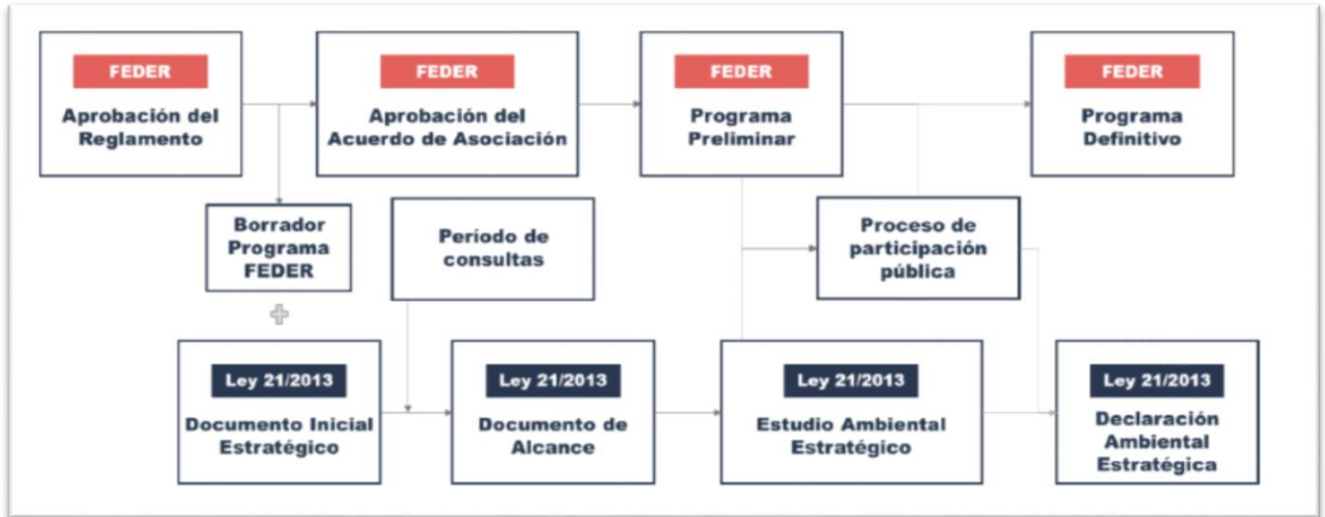 FEDER
Aprobación del
Reglamento
FEDER
Aprobación del
Acuerdo de Asociación
FEDER
Programa
Preliminar
FEDER
Programa
Definitivo
Borrador
Programa
FEDER
Período de
consultas
Proceso de
participación
pública
Ley 21/2013
Documento Inicial
Estratégico
Ley 21/2013
Documento de
Alcance
Ley 21/2013
Estudio Ambiental
Estratégico
Ley 21/2013
Declaración
Ambiental
Estratégica